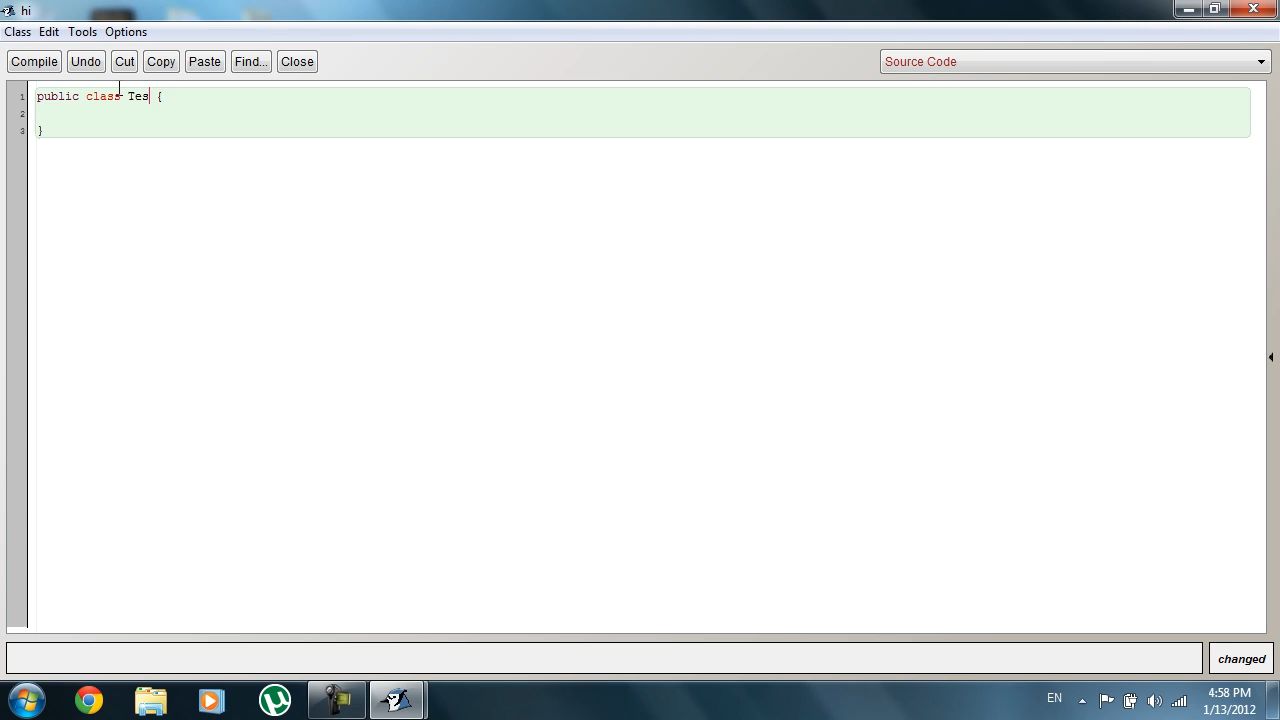 hi
Class Edit Tools Options
Compile Undo Cut Copy Paste Find... Close Source Code
1 public class Tes {
2
3 }
changed
EN 4:58 PM
1/13/2012